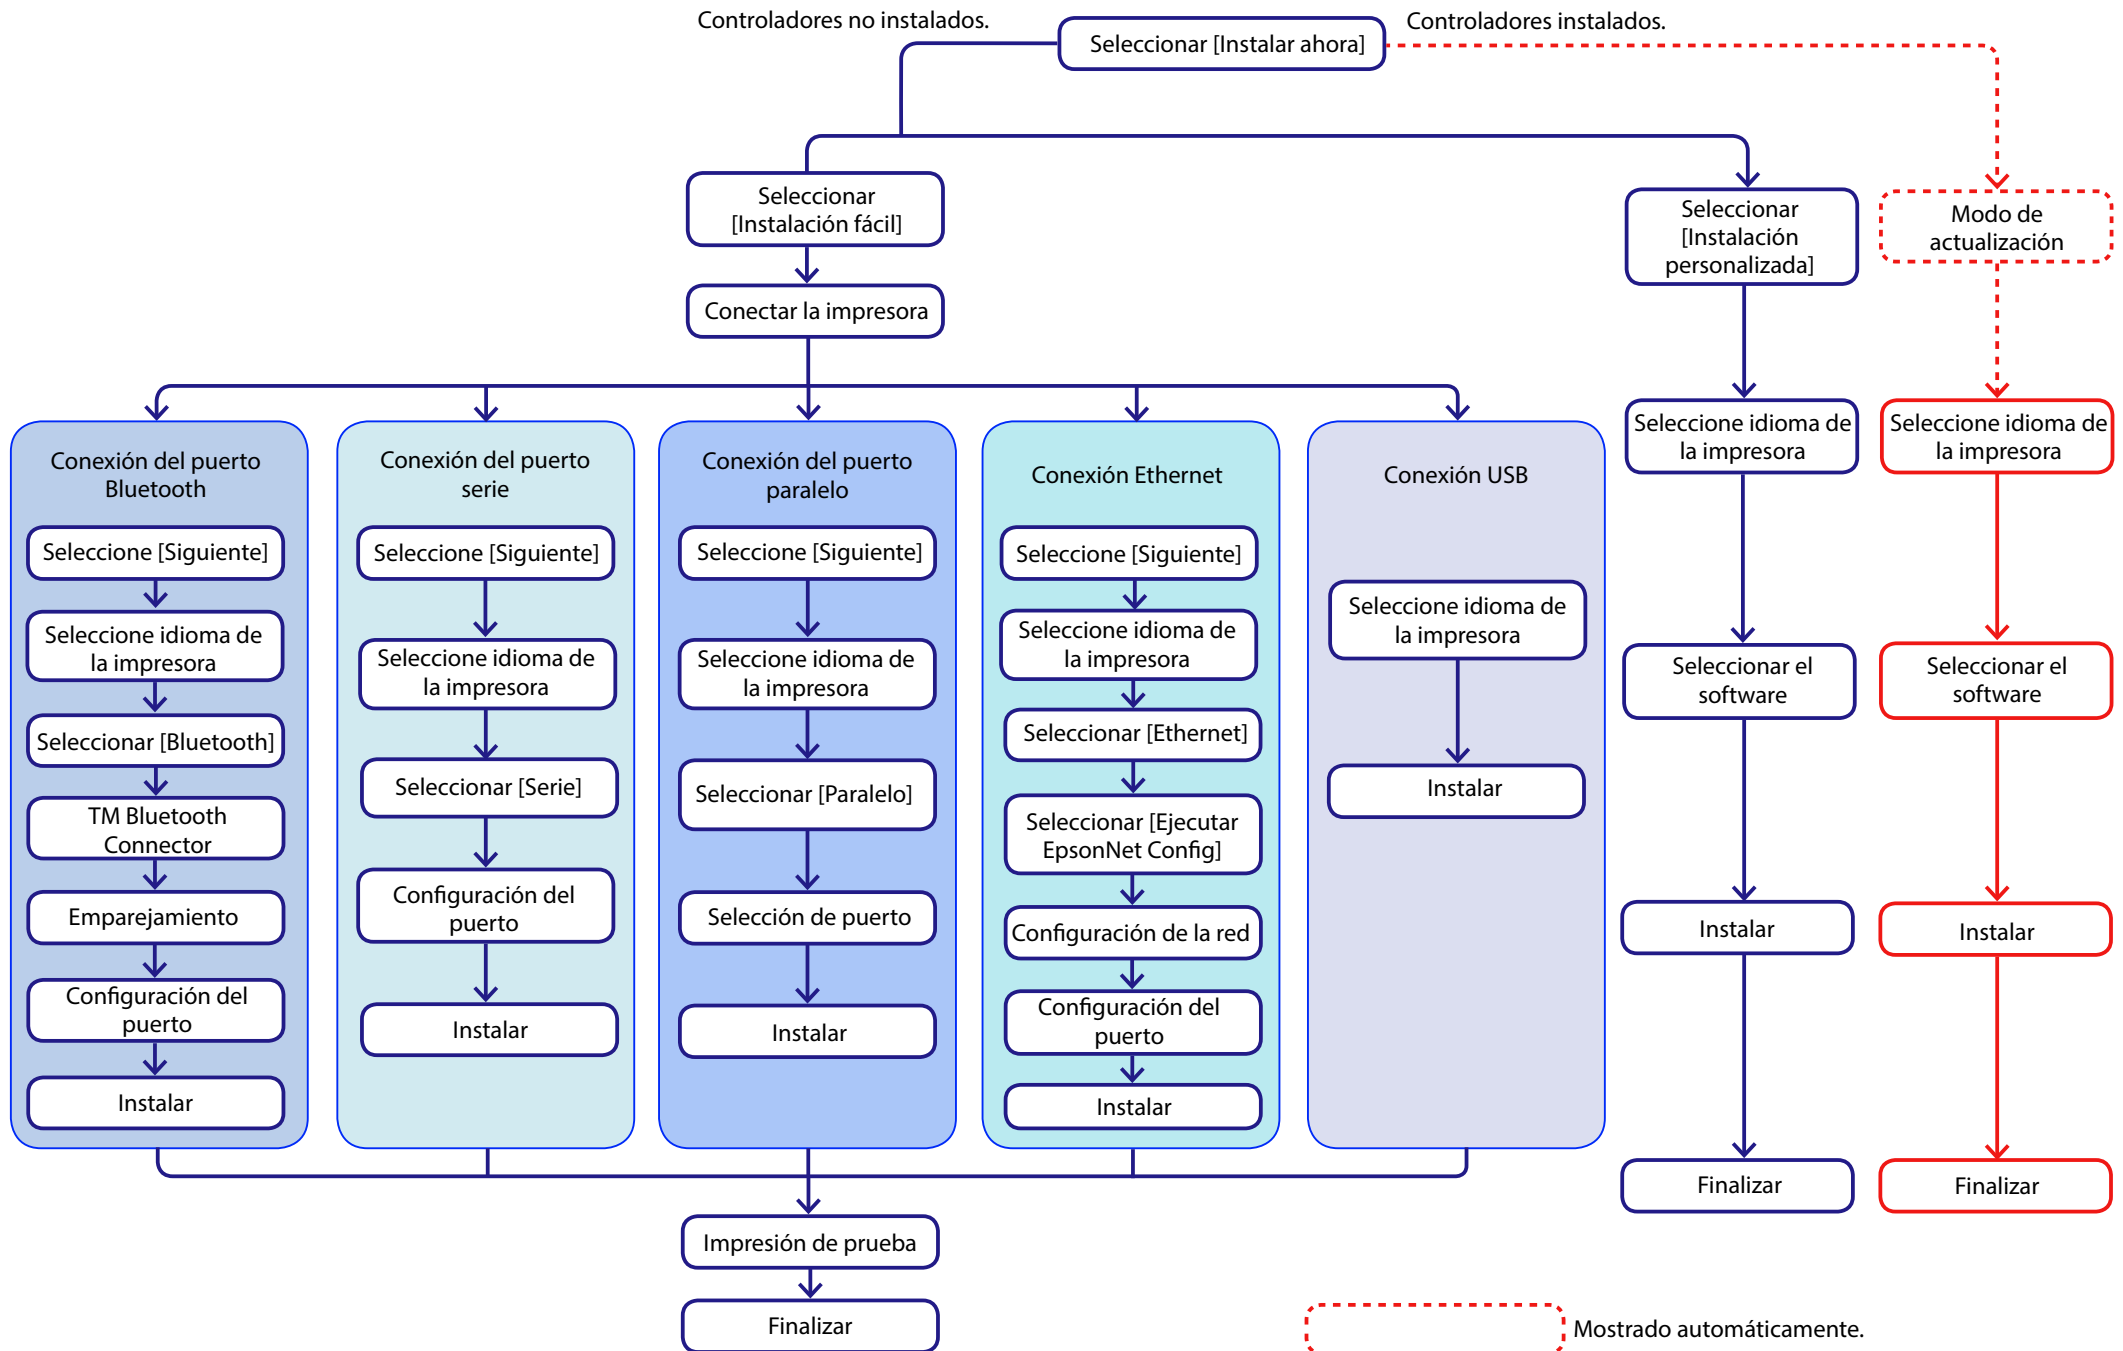 Controladores no instalados.
Controladores instalados.
Seleccionar [Instalar ahora]
Seleccionar
[Instalación fácil]
Conectar la impresora
Seleccionar
[Instalación
personalizada]
Modo de
actualización
Conexión del puerto
Bluetooth
Seleccione [Siguiente]
Seleccione idioma de
la impresora
Seleccionar [Bluetooth]
TM Bluetooth
Connector
Emparejamiento
Configuración del
puerto
Instalar
Conexión del puerto
serie
Seleccione [Siguiente]
Seleccione idioma de
la impresora
Seleccionar [Serie]
Configuración del
puerto
Instalar
Conexión del puerto
paralelo
Seleccione [Siguiente]
Seleccione idioma de
la impresora
Seleccionar [Paralelo]
Selección de puerto
Instalar
Conexión Ethernet
Seleccione [Siguiente]
Seleccione idioma de
la impresora
Seleccionar [Ethernet]
Seleccionar [Ejecutar
EpsonNet Config]
Configuración de la red
Configuración del
puerto
Instalar
Conexión USB
Seleccione idioma de
la impresora
Instalar
Seleccione idioma de
la impresora
Seleccionar el
software
Instalar
Finalizar
Seleccione idioma de
la impresora
Seleccionar el
software
Instalar
Finalizar
Impresión de prueba
Finalizar
Mostrado automáticamente.